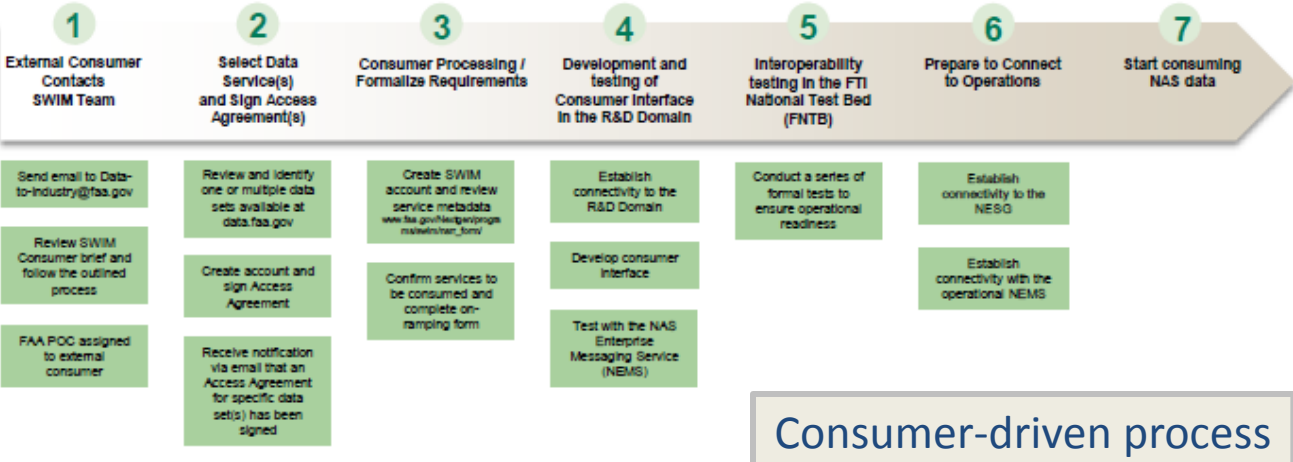 1
External Consumer
Contacts
SWIM Team
Send email to Data-
to-Industry@faa.gov
Review SWIM
Consumer brief and
follow the outlined
process
FAA POC assigned
to external
consumer
2
Select Data
Service(s)
and Sign Access
Agreement(s)
Review and identify
one or multiple data
sets available at
data.faa.gov
Create account and
sign Access
Agreement
Receive notification
via email that an
Access Agreement
for specific data
set(s) has been
signed
3
Consumer Processing /
Formalize Requirements
Create SWIM
account and review
service metadata
Confirm services to
be consumed and
complete on-
ramping form
4
Development and
testing of
Consumer Interface
in the R&D Domain
Establish
connectivity to the
R&D Domain
Develop consumer
interface
Test with the NAS
Enterprise
Messaging Service
(NEMS)
5
Interoperability
testing in the FTI
National Test Bed
(FNTB)
Conduct a series of
formal tests to
ensure operational
readiness
6
Prepare to Connect
to Operations
Establish
connectivity to the
NESG
Establish
connectivity with the
operational NEMS
7
Start consuming
NAS data
Consumer-driven process